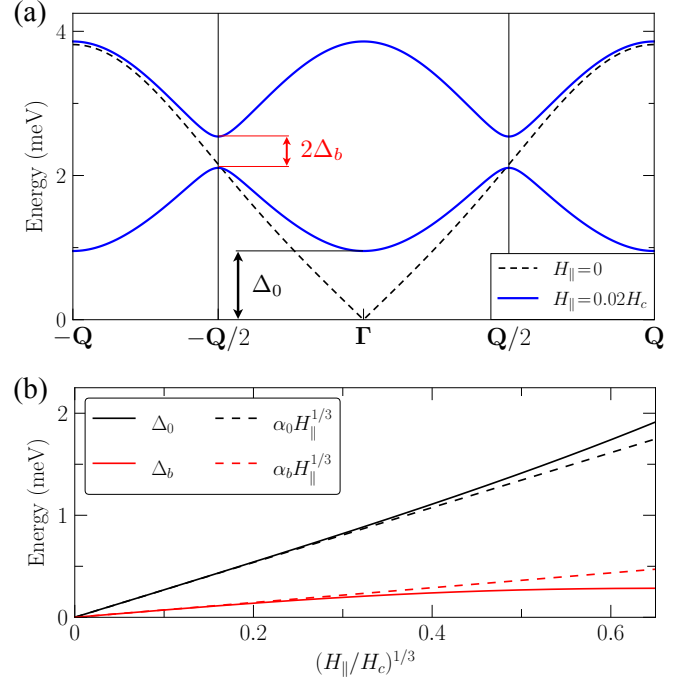 (a)
4
2
0
Energy (meV)
2Δ_b
Δ_0
H_∥=0
H_∥=0.02H_c
−Q
−Q/2
Γ
Q/2
Q
(b)
2
1
0
Energy (meV)
Δ_0
α_0H_∥^{1/3}
Δ_b
α_bH_∥^{1/3}
0
0.2
0.4
0.6
(H_∥/H_c)^{1/3}